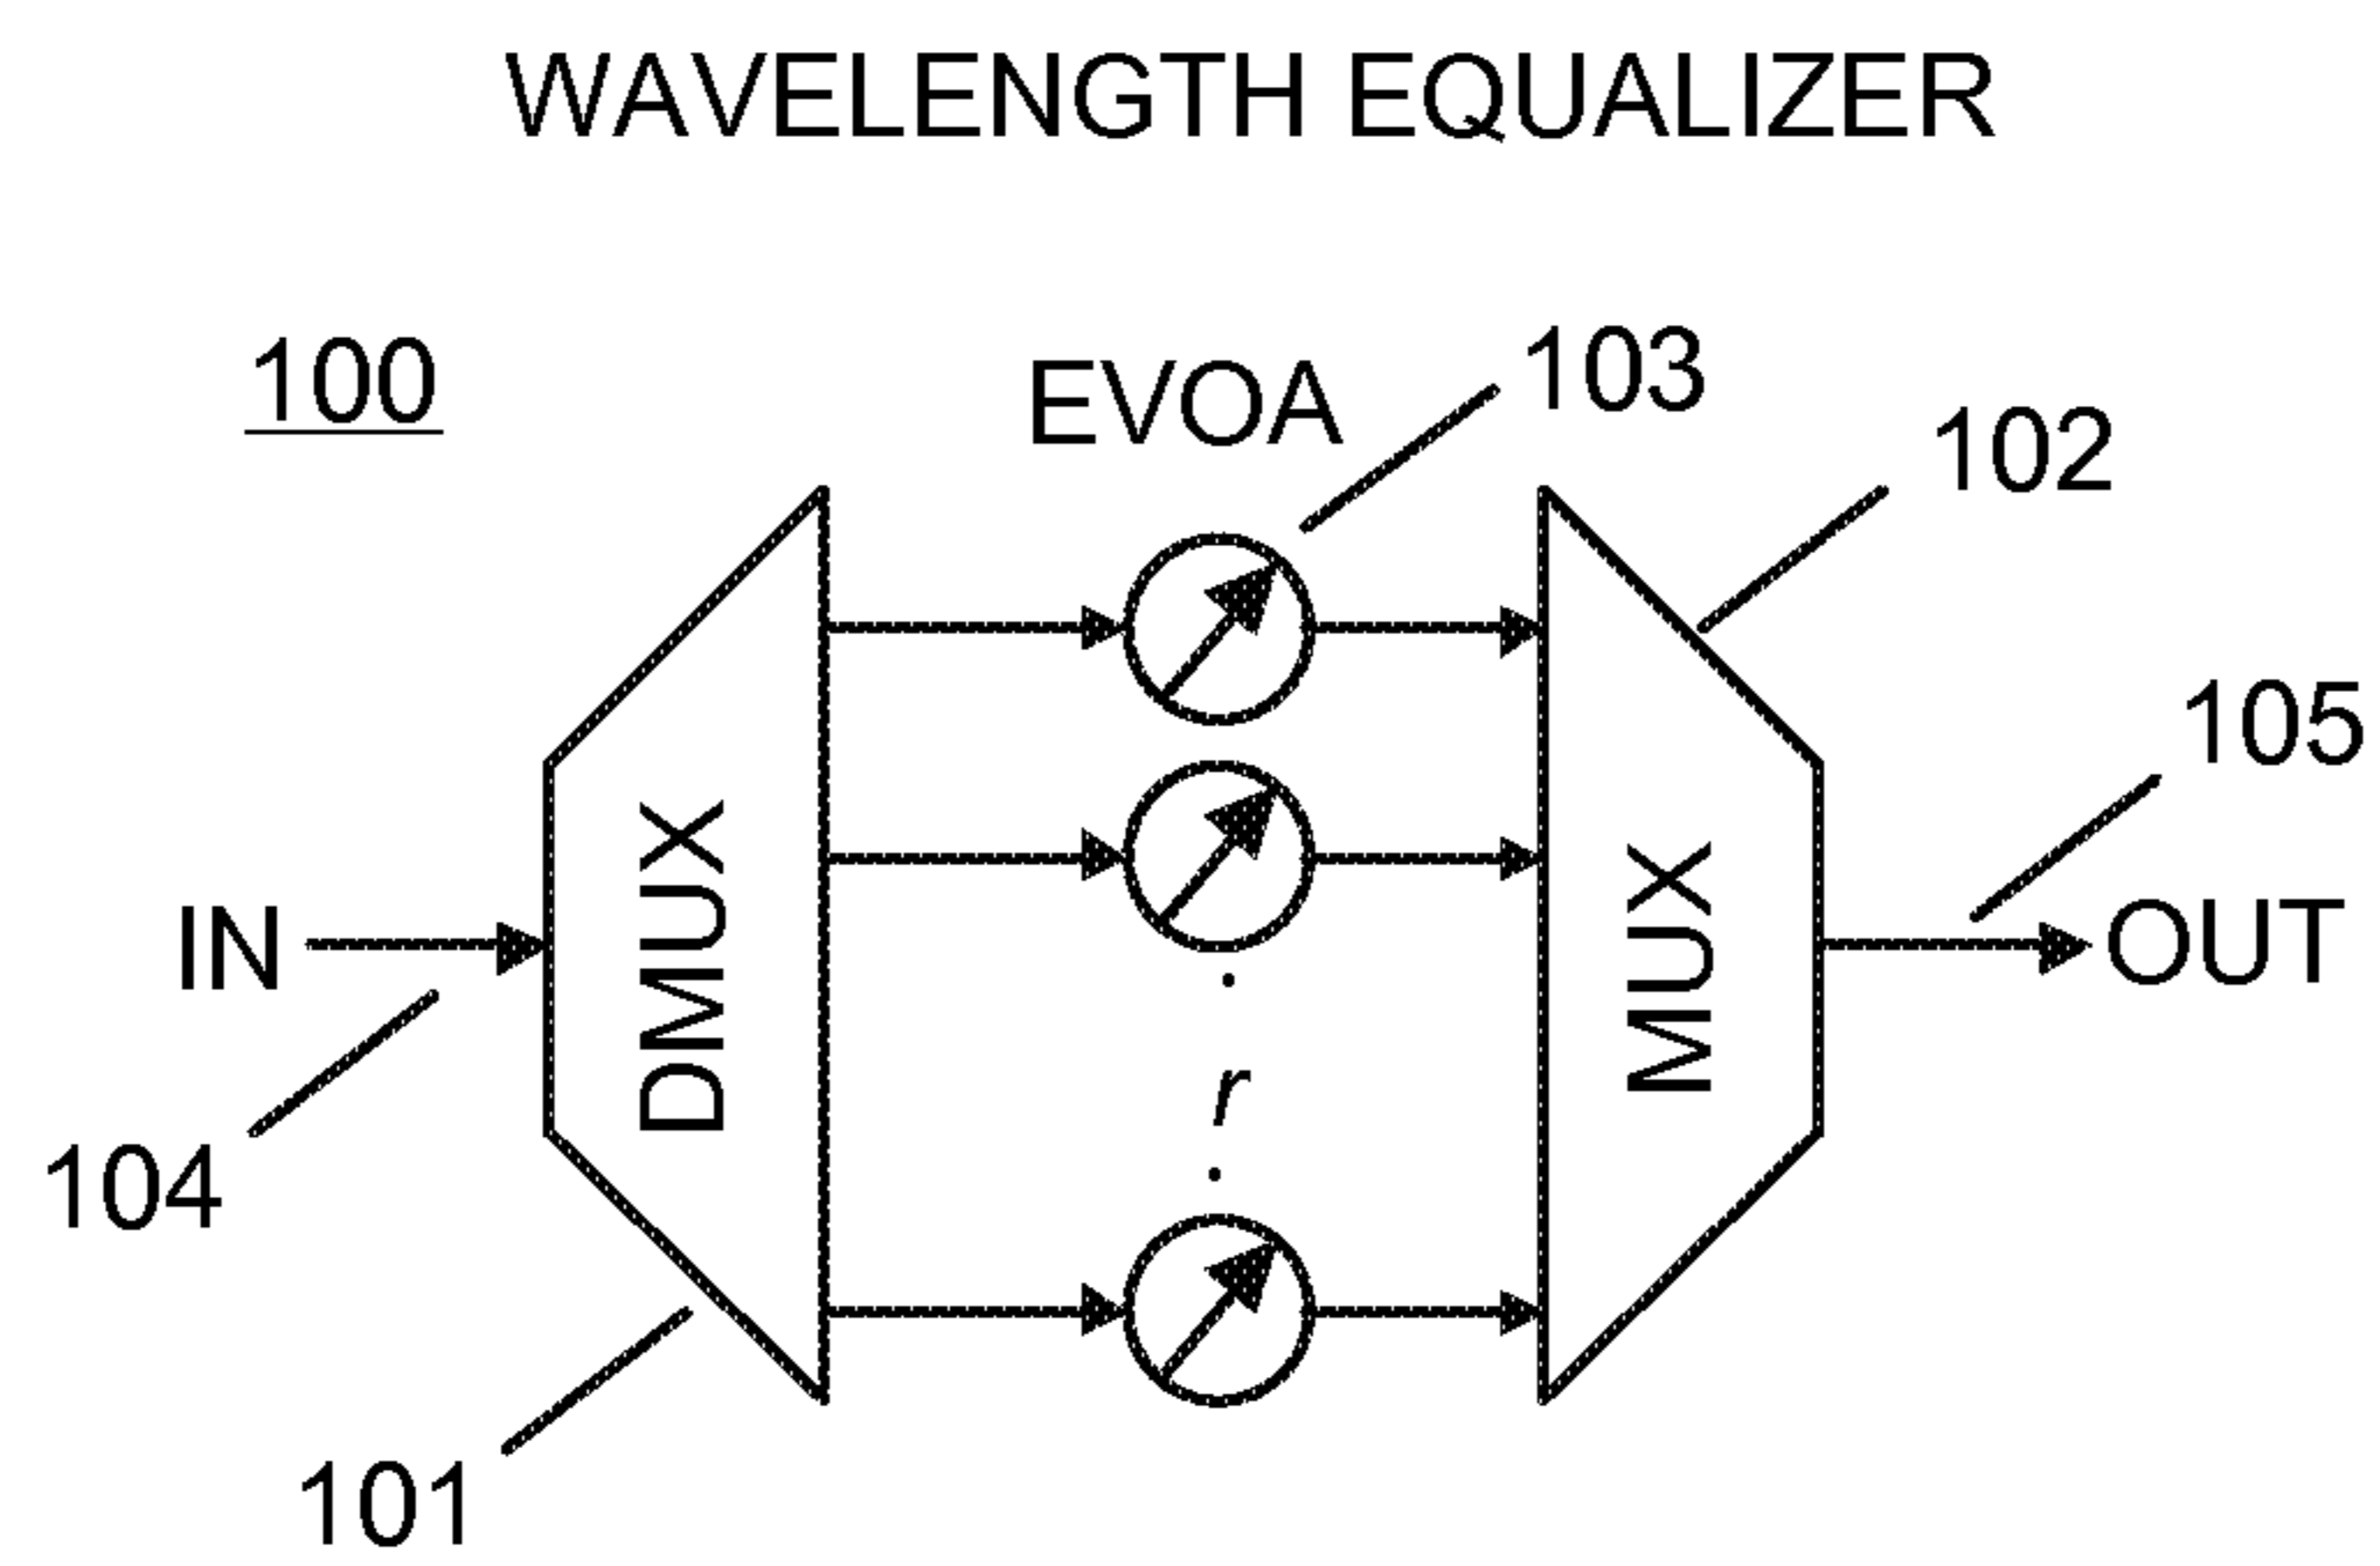 WAVELENGTH EQUALIZER
100
EVOA
103
102
105
IN
DMUX
r
MUX
OUT
104
101